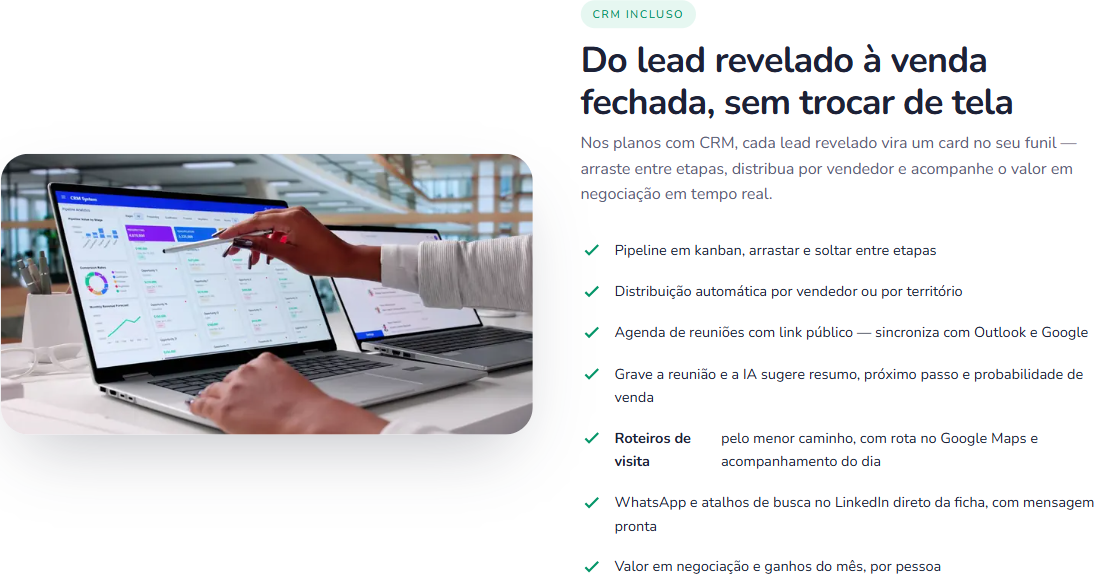 CRM INCLUSO
Do lead revelado à venda
fechada, sem trocar de tela
Nos planos com CRM, cada lead revelado vira um card no seu funil —
arraste entre etapas, distribua por vendedor e acompanhe o valor em
negociação em tempo real.
Pipeline em kanban, arrastar e soltar entre etapas
Distribuição automática por vendedor ou por território
Agenda de reuniões com link público — sincroniza com Outlook e Google
Grave a reunião e a IA sugere resumo, próximo passo e probabilidade de
venda
Roteiros de visita pelo menor caminho, com rota no Google Maps e
acompanhamento do dia
WhatsApp e atalhos de busca no LinkedIn direto da ficha, com mensagem
pronta
Valor em negociação e ganhos do mês, por pessoa
CRM System